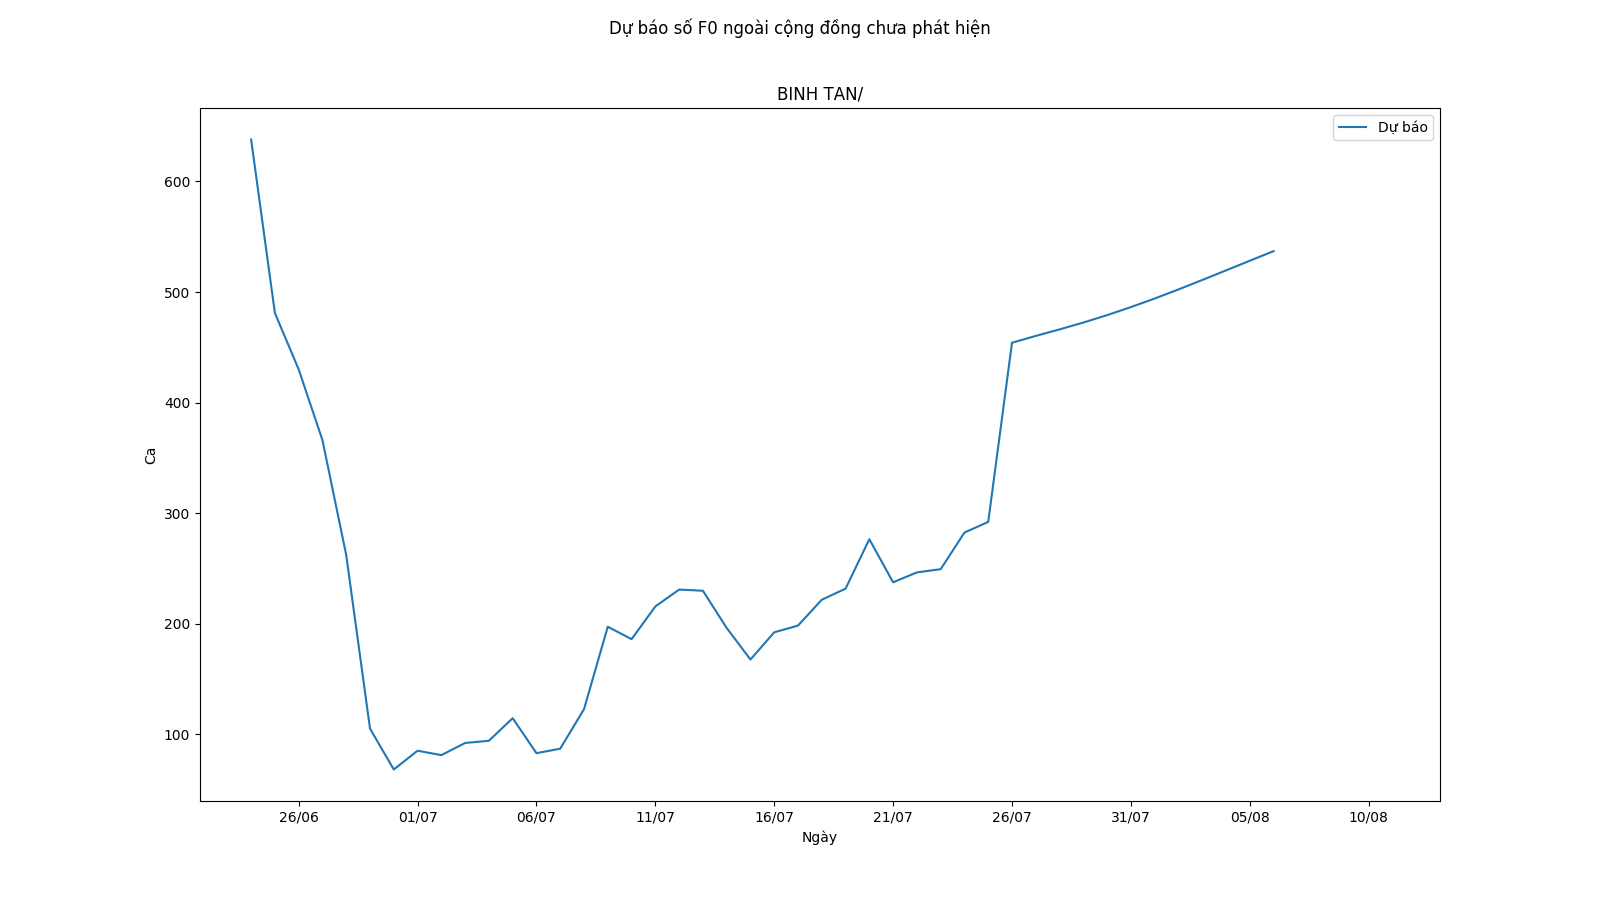 Dự báo số F0 ngoài cộng đồng chưa phát hiện
BINH TAN/
Dự báo
600
500
400
300
200
100
Ca
26/06 01/07 06/07 11/07 16/07 21/07 26/07 31/07 05/08 10/08
Ngày